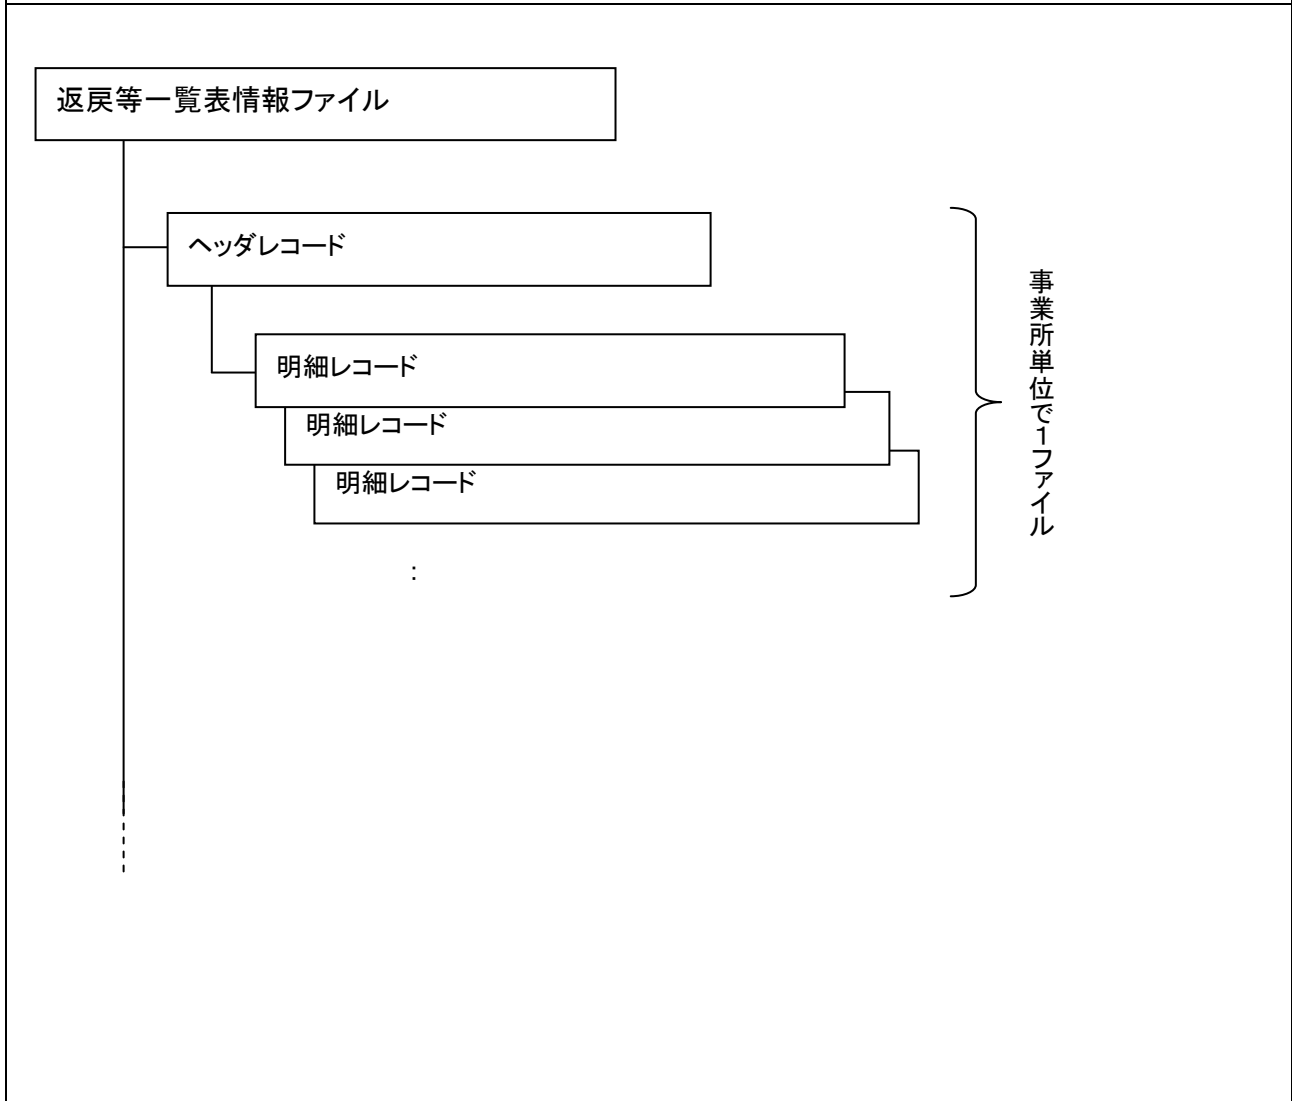 返戻等一覧表情報ファイル
ヘッダレコード
明細レコード
明細レコード
明細レコード
：
事業所単位で１ファイル